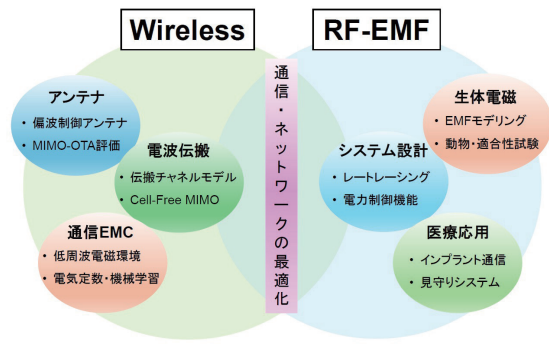 Wireless
RF-EMF
アンテナ
・ 偏波制御アンテナ
・ MIMO-OTA評価
電波伝搬
・ 伝搬チャネルモデル
・ Cell-Free MIMO
通信EMC
・ 低周波電磁環境
・ 電気定数・機械学習
通信・ネットワークの最適化
システム設計
・ レートレーシング
・ 電力制御機能
生体電磁
・ EMFモデリング
・ 動物・適合性試験
医療応用
・ インプラント通信
・ 見守りシステム